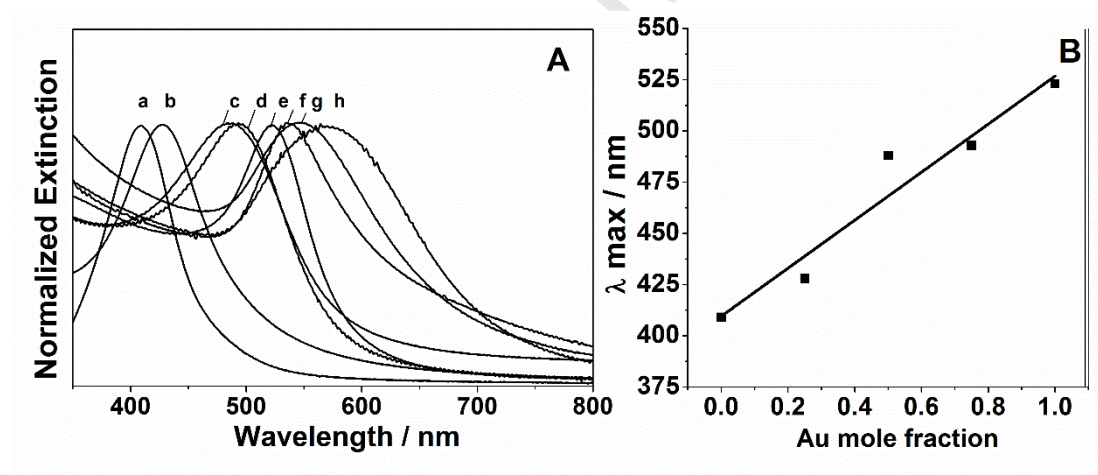 A
a b c d e f g h
Normalized Extinction
400 500 600 700 800
Wavelength / nm
B
550
525
500
475
450
425
400
375
λ max / nm
0.0 0.2 0.4 0.6 0.8 1.0
Au mole fraction